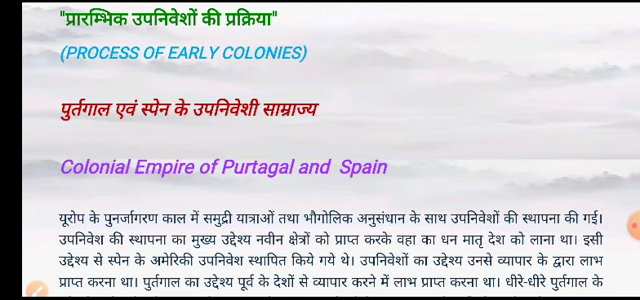 "प्रारम्भिक उपनिवेशों की प्रक्रिया"
(PROCESS OF EARLY COLONIES)
पुर्तगाल एवं स्पेन के उपनिवेशी साम्राज्य
Colonial Empire of Purtagal and Spain
यूरोप के पुनर्जागरण काल में समुद्री यात्राओं तथा भौगोलिक अनुसंधान के साथ उपनिवेशों की स्थापना की गई।
उपनिवेश की स्थापना का मुख्य उद्देश्य नवीन क्षेत्रों को प्राप्त करके वहा का धन मातृ देश को लाना था। इसी
उद्देश्य से स्पेन के अमेरिकी उपनिवेश स्थापित किये गये थे। उपनिवेशों का उद्देश्य उनसे व्यापार के द्वारा लाभ
प्राप्त करना था। पुर्तगाल का उद्देश्य पूर्व के देशों से व्यापार करने में लाभ प्राप्त करना था। धीरे-धीरे पुर्तगाल के